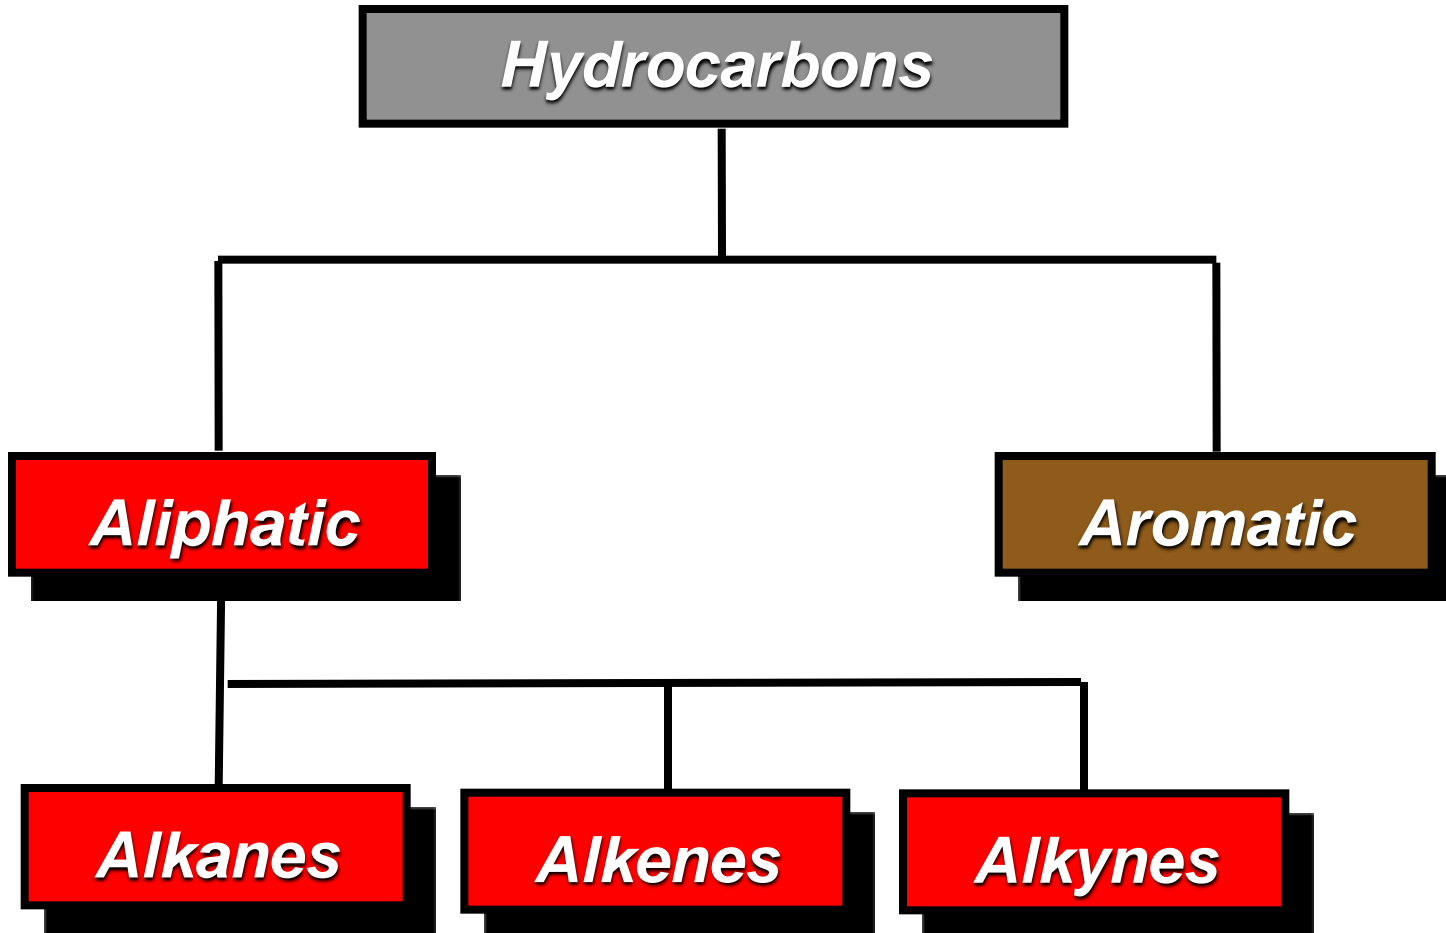 Hydrocarbons
Aliphatic
Aromatic
Alkanes
Alkenes
Alkynes